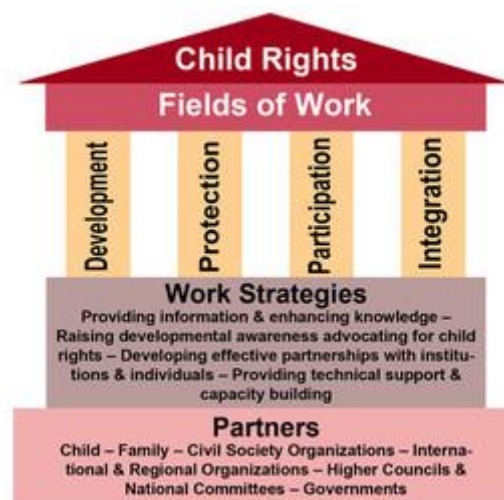 Child Rights
Fields of Work
Development
Protection
Participation
Integration
Work Strategies
Providing information & enhancing knowledge –
Raising developmental awareness advocating for child
rights – Developing effective partnerships with institu-
tions & individuals – Providing technical support &
capacity building
Partners
Child – Family – Civil Society Organizations – Interna-
tional & Regional Organizations – Higher Councils &
National Committees – Governments